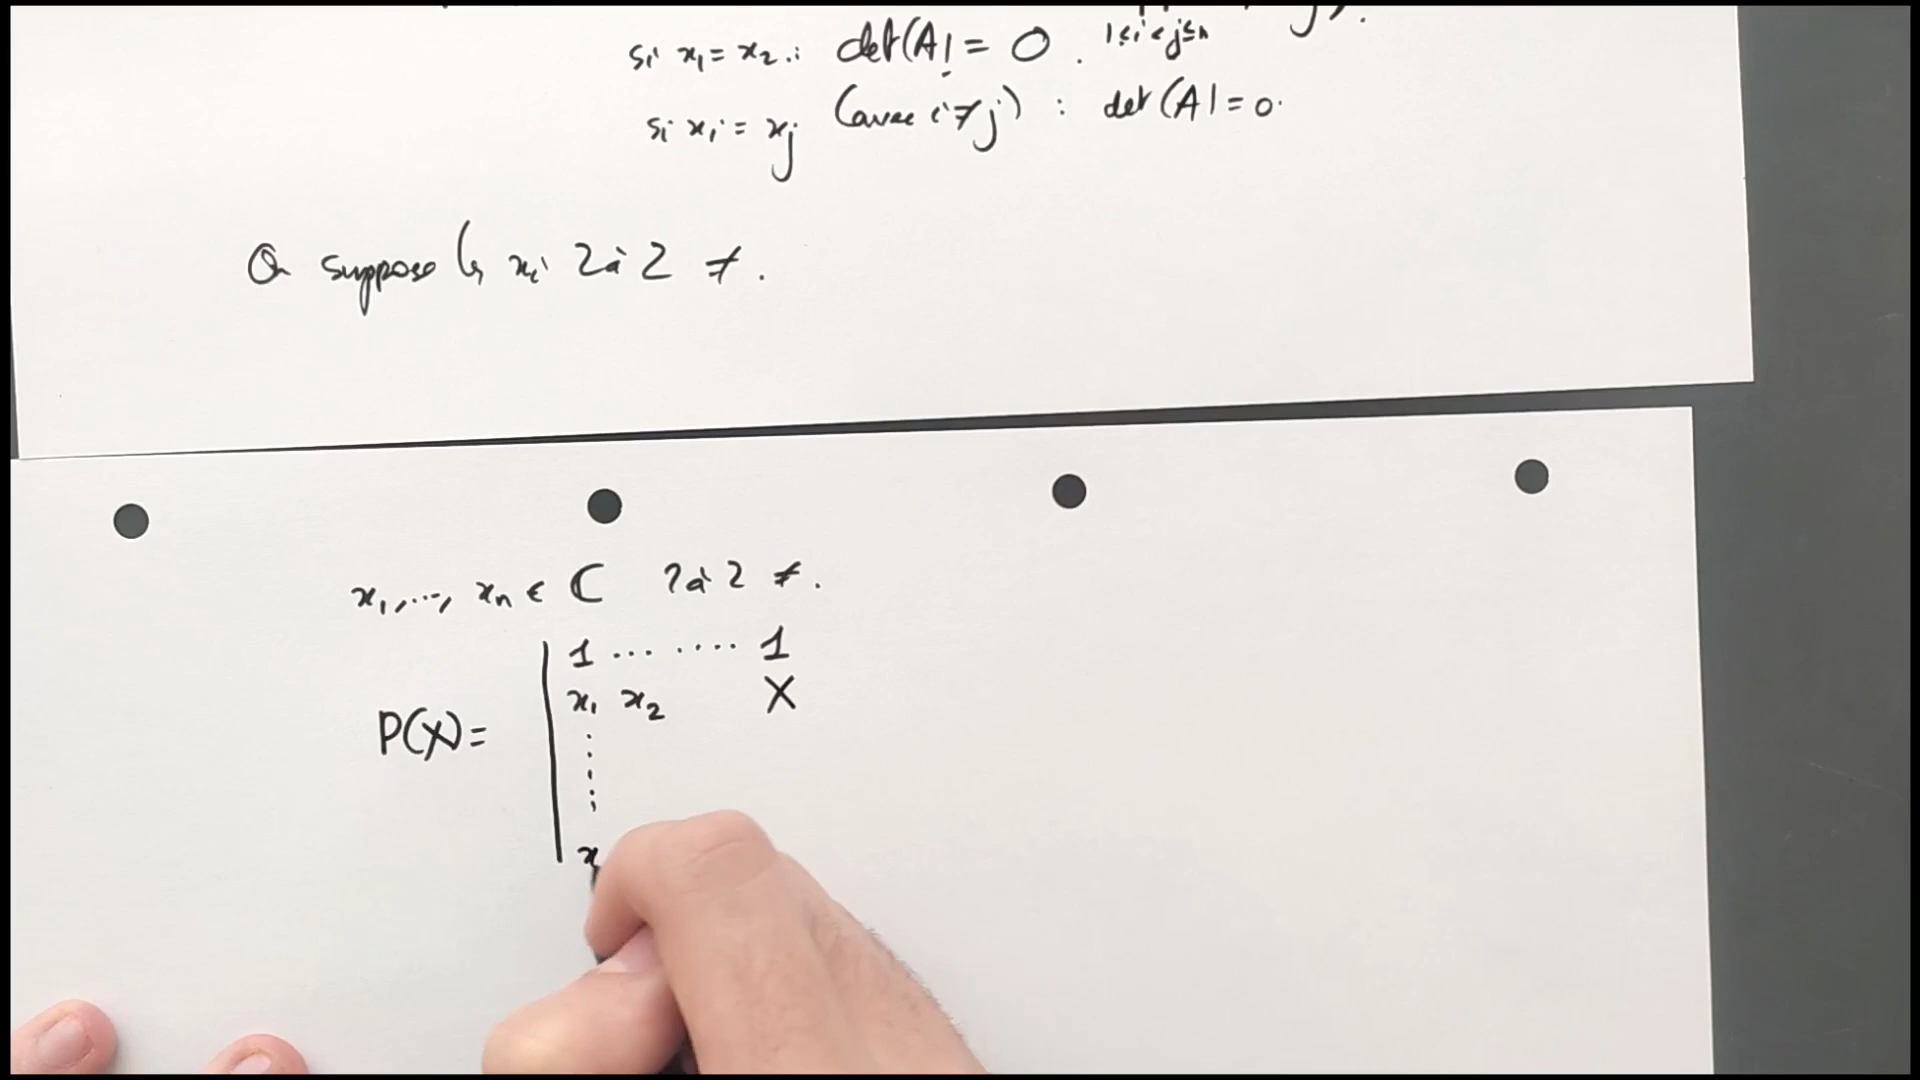 si x₁ = x₂ : det(A) = 0 . 1≤i<j≤n
si xᵢ = xⱼ (avec i≠j) : det(A) = 0.
On suppose les xᵢ 2 à 2 ≠ .
x₁,..., xₙ ∈ ℂ 2 à 2 ≠ .
1 ... .... 1
x₁ x₂ X
P(X) =
x